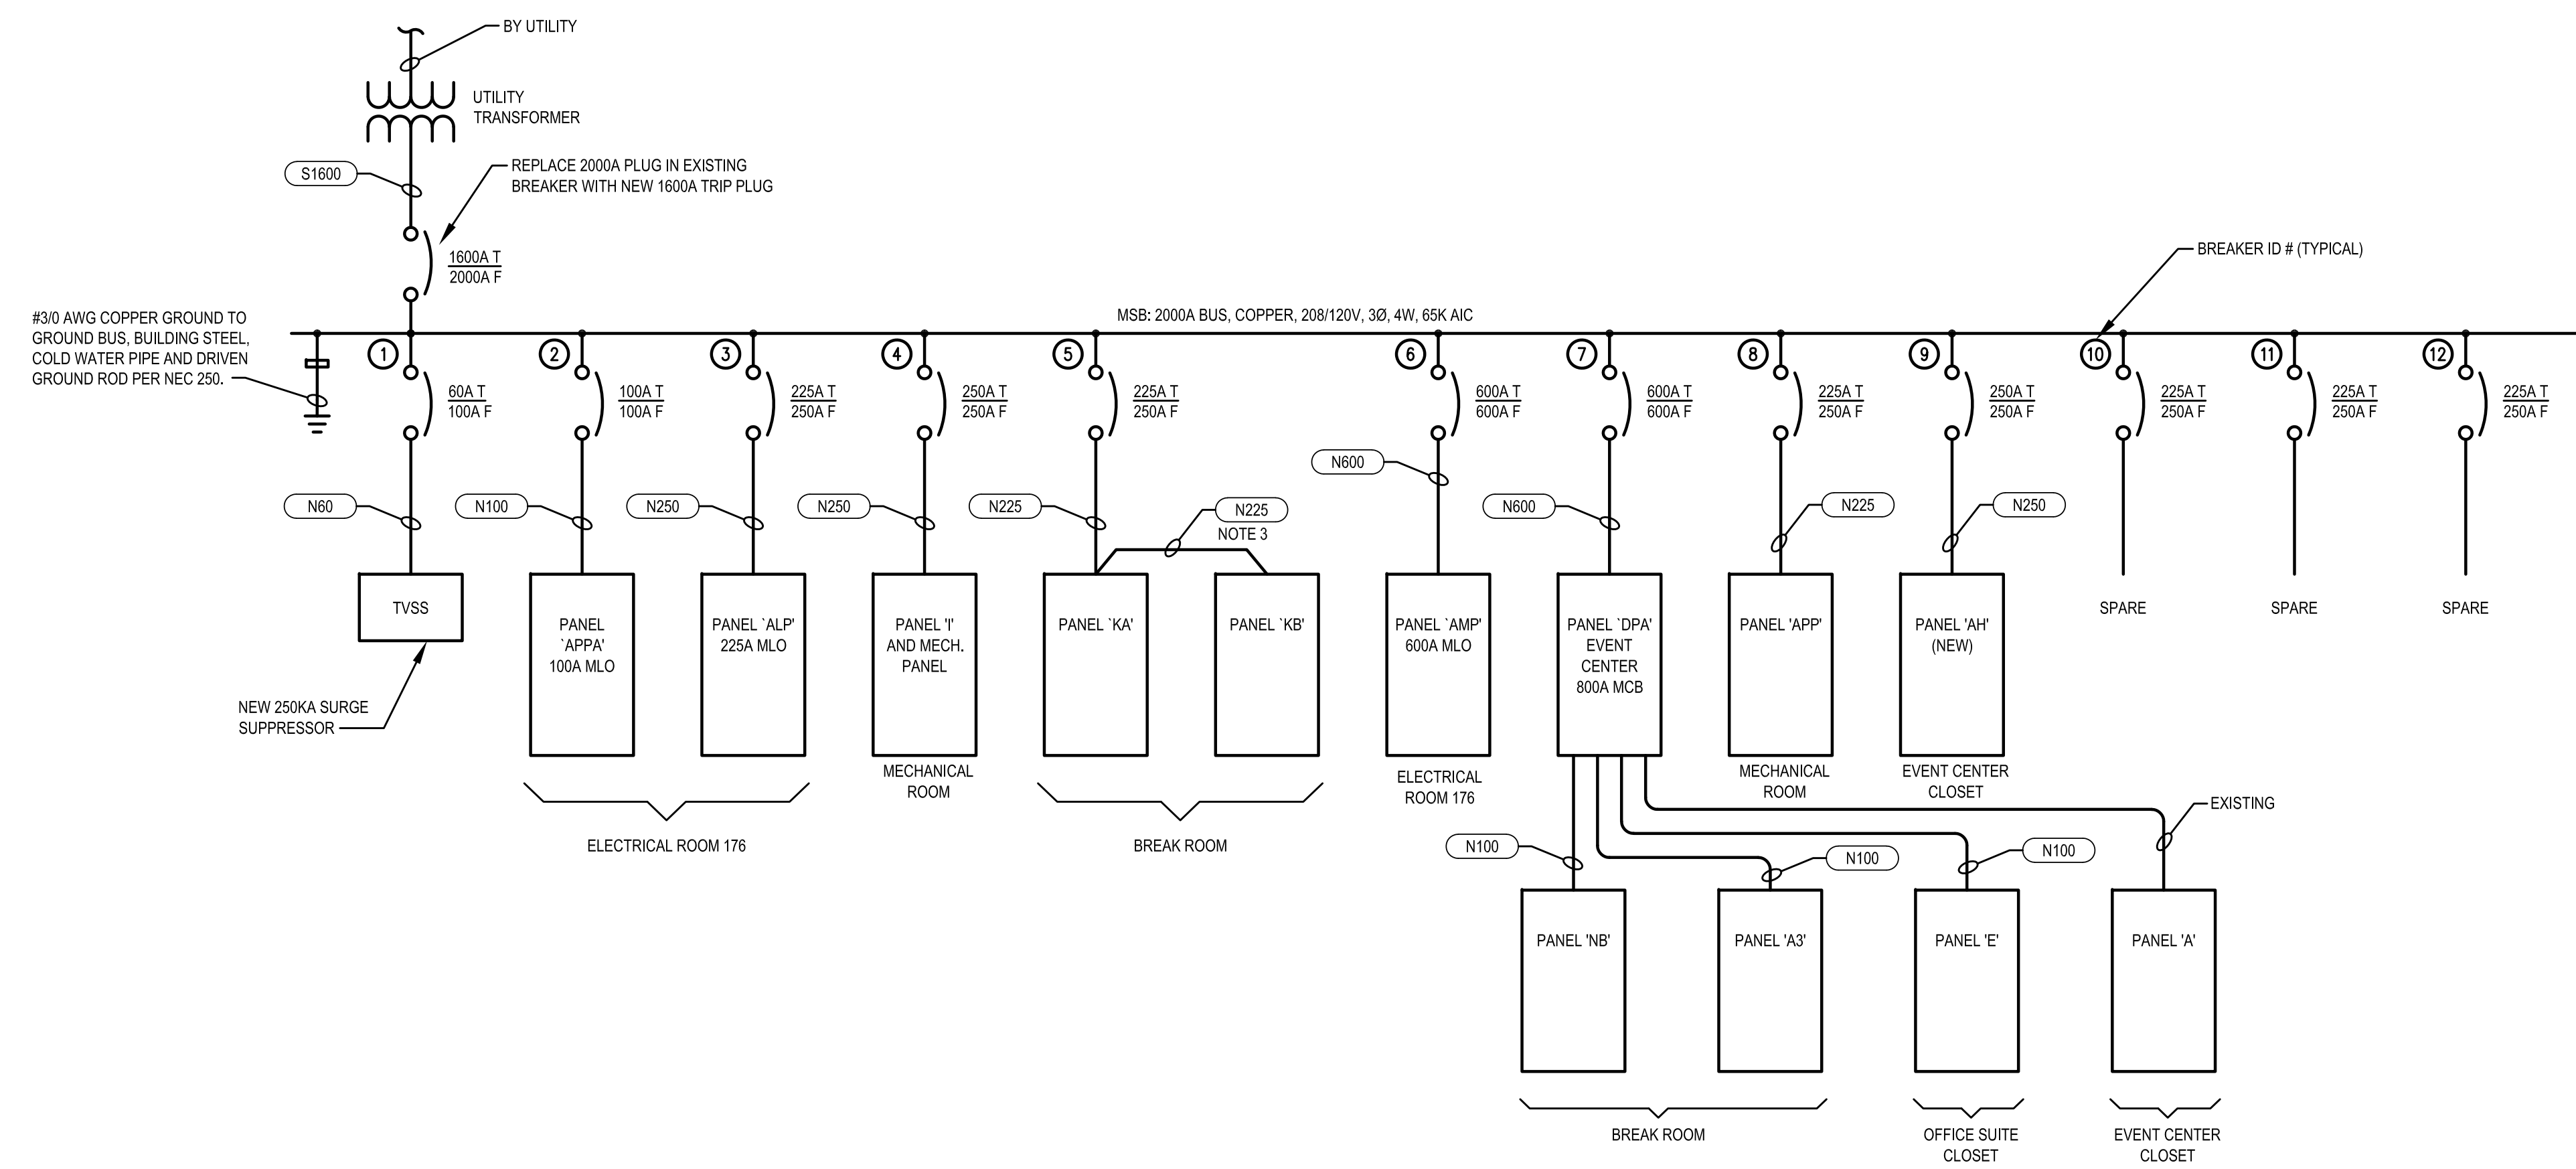 BY UTILITY
UTILITY
TRANSFORMER
S1600
REPLACE 2000A PLUG IN EXISTING
BREAKER WITH NEW 1600A TRIP PLUG
1600A T
2000A F
BREAKER ID # (TYPICAL)
#3/0 AWG COPPER GROUND TO
GROUND BUS, BUILDING STEEL,
COLD WATER PIPE AND DRIVEN
GROUND ROD PER NEC 250.
MSB: 2000A BUS, COPPER, 208/120V, 3Ø, 4W, 65K AIC
1
60A T
100A F
2
100A T
100A F
3
225A T
250A F
4
250A T
250A F
5
225A T
250A F
6
600A T
600A F
7
600A T
600A F
8
225A T
250A F
9
250A T
250A F
10
225A T
250A F
11
225A T
250A F
12
225A T
250A F
N60
N100
N250
N250
N225
N225
NOTE 3
N600
N600
N225
N250
TVSS
PANEL
`APPA'
100A MLO
PANEL `ALP'
225A MLO
PANEL 'I'
AND MECH.
PANEL
PANEL `KA'
PANEL `KB'
PANEL `AMP'
600A MLO
PANEL `DPA'
EVENT
CENTER
800A MCB
PANEL 'APP'
PANEL 'AH'
(NEW)
SPARE
SPARE
SPARE
NEW 250KA SURGE
SUPPRESSOR
ELECTRICAL ROOM 176
MECHANICAL
ROOM
BREAK ROOM
ELECTRICAL
ROOM 176
MECHANICAL
ROOM
EVENT CENTER
CLOSET
EXISTING
N100
N100
N100
PANEL 'NB'
PANEL 'A3'
PANEL 'E'
PANEL 'A'
BREAK ROOM
OFFICE SUITE
CLOSET
EVENT CENTER
CLOSET